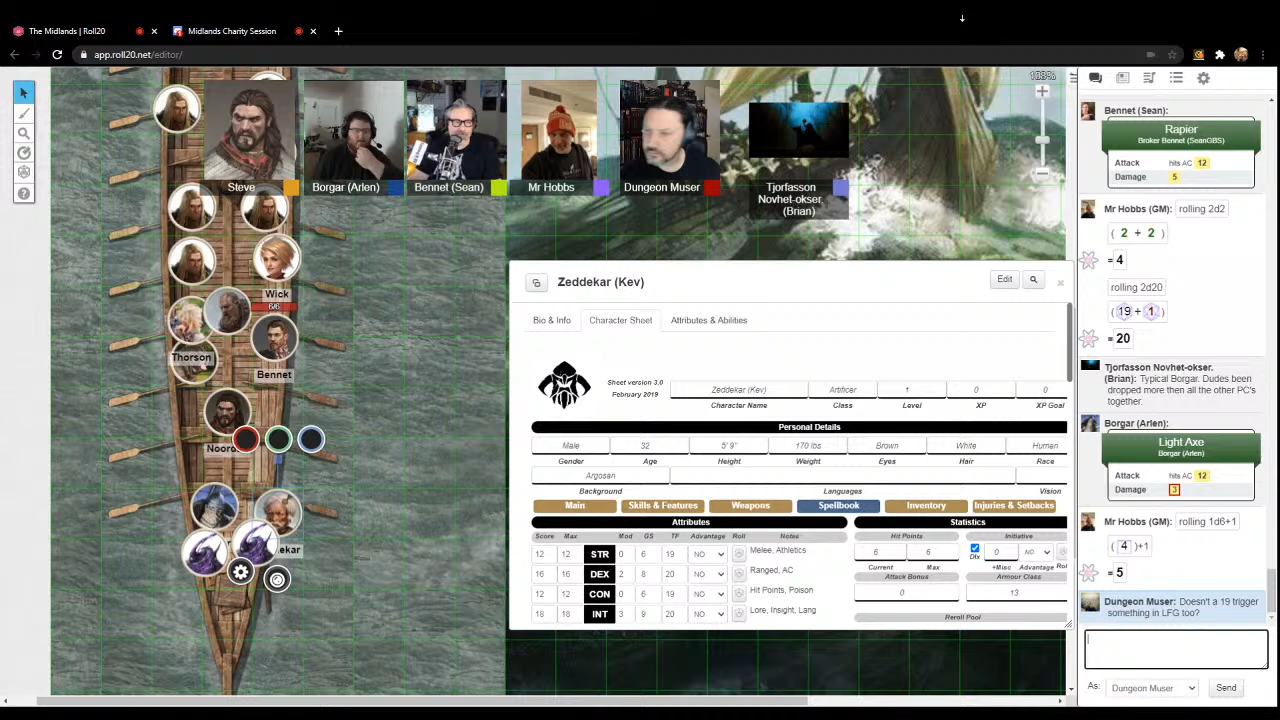 The Midlands | Roll20
Midlands Charity Session
app.roll20.net/editor/
103%
Steve
Borgar (Arlen)
Bennet (Sean)
Mr Hobbs
Dungeon Muser
Tjorfasson
Novhet-okser.
(Brian)
Wick
6/6
Thorson
Bennet
Noord
ekar
Zeddekar (Kev)
Edit
Bio & Info
Character Sheet
Attributes & Abilities
Sheet version 3.0
February 2019
Zeddekar (Kev) Artificer 1 0 0
Character Name Class Level XP XP Goal
Personal Details
Male 32 5' 9" 170 lbs Brown White Human
Gender Age Height Weight Eyes Hair Race
Argosan
Background Languages Vision
Main Skills & Features Weapons Spellbook Inventory Injuries & Setbacks
Attributes
Score Max Mod GS TF Advantage Roll Notes
12 12 STR 0 6 19 NO Melee, Athletics
16 16 DEX 2 8 20 NO Ranged, AC
12 12 CON 0 6 19 NO Hit Points, Poison
18 18 INT 3 9 20 NO Lore, Insight, Lang
Statistics
Hit Points Initiative
6 6 Dex 0 NO
Current Max +Misc Advantage
Attack Bonus Armour Class
0 13
Reroll Pool
Bennet (Sean):
Rapier
Broker Bennet (SeanGBS)
Attack hits AC 12
Damage 5
Mr Hobbs (GM): rolling 2d2
( 2 + 2 )
= 4
rolling 2d20
( 19 + 1 )
= 20
Tjorfasson Novhet-okser.
(Brian): Typical Borgar. Dudes been
dropped more then all the other PC's
together.
Borgar (Arlen):
Light Axe
Borgar (Arlen)
Attack hits AC 12
Damage 3
Mr Hobbs (GM): rolling 1d6+1
( 4 )+1
= 5
Dungeon Muser: Doesn't a 19 trigger
something in LFG too?
As: Dungeon Muser
Send